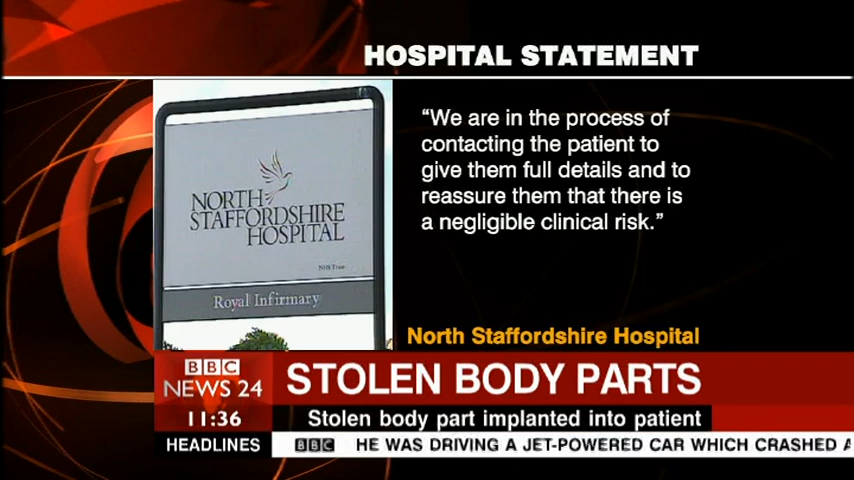 HOSPITAL STATEMENT
“We are in the process of
contacting the patient to
give them full details and to
reassure them that there is
a negligible clinical risk.”
NORTH
STAFFORDSHIRE
HOSPITAL
NHS Trust
Royal Infirmary
North Staffordshire Hospital
BBC
NEWS 24
STOLEN BODY PARTS
11:36
Stolen body part implanted into patient
HEADLINES
BBC HE WAS DRIVING A JET-POWERED CAR WHICH CRASHED A